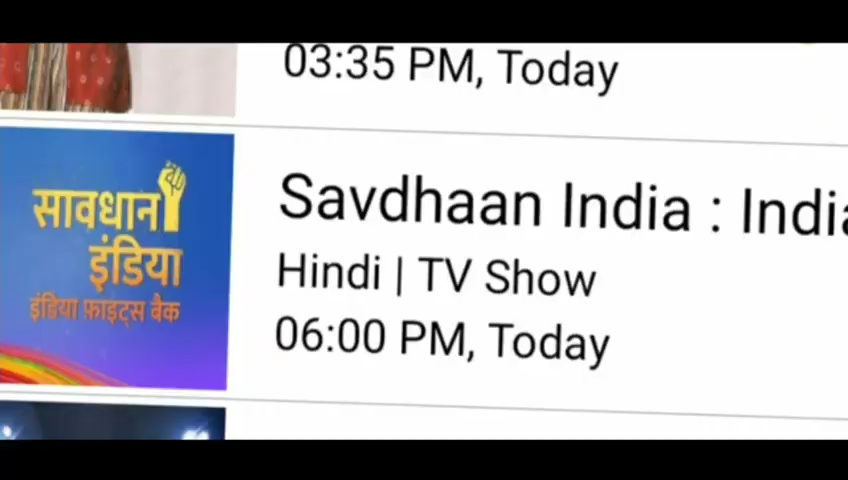 03:35 PM, Today
सावधान
इंडिया
इंडिया फ़ाइट्स बैक
Savdhaan India : India
Hindi | TV Show
06:00 PM, Today